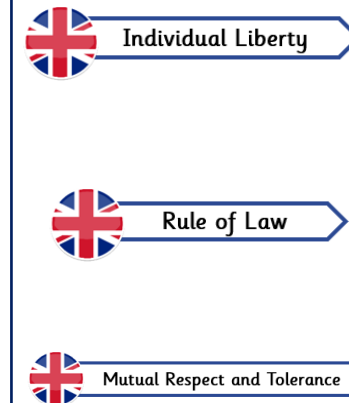 Individual Liberty
Rule of Law
Mutual Respect and Tolerance